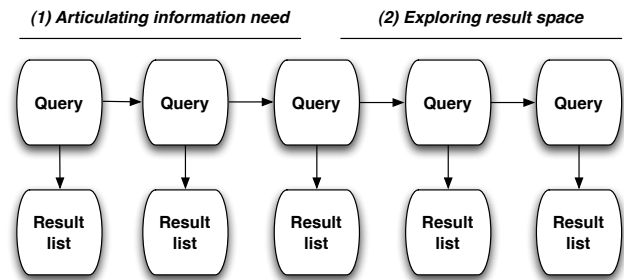 (1) Articulating information need (2) Exploring result space
Query Query Query Query Query
Result Result Result Result Result
list list list list list